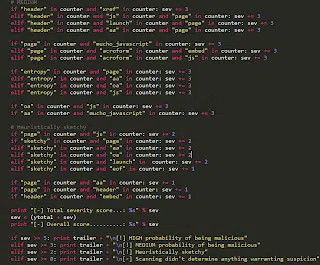 # MEDIUM
if "header" in counter and "xref" in counter: sev += 3
elif "header" in counter and "js" in counter and "page" in counter: sev += 3
elif "header" in counter and "launch" in counter and "page" in counter: sev += 3
elif "header" in counter and "aa" in counter and "page" in counter: sev += 3
if "page" in counter and "mucho_javascript" in counter: sev += 3
elif "page" in counter and "acroform" in counter and "embed" in counter: sev += 3
elif "page" in counter and "acroform" in counter and "js" in counter: sev += 3
if "entropy" in counter and "page" in counter: sev += 3
elif "entropy" in counter and "aa" in counter: sev += 3
elif "entropy" in counter and "oa" in counter: sev += 3
elif "entropy" in counter and "js" in counter: sev += 3
if "oa" in counter and "js" in counter: sev += 3
if "aa" in counter and "mucho_javascript" in counter: sev += 3
# Heuristically sketchy
if "page" in counter and "js" in counter: sev += 2
if "sketchy" in counter and "page" in counter: sev += 2
elif "sketchy" in counter and "aa" in counter: sev += 2
elif "sketchy" in counter and "oa" in counter: sev += 2
elif "sketchy" in counter and "launch" in counter: sev += 2
elif "sketchy" in counter and "eof" in counter: sev += 1
if "page" in counter and "aa" in counter: sev += 1
if "page" in counter and "header" in counter: sev += 1
if "header" in counter and "embed" in counter: sev += 1
print "[-] Total severity score...: %s" % sev
sev = (ytotal + sev)
print "[-] Overall score..........: %s" % sev
if sev >= 5: print trailer = "\n[!] HIGH probability of being malicious"
elif sev >= 3: print trailer = "\n[!] MEDIUM probability of being malicious"
elif sev >= 2: print trailer = "\n[!] Heuristically sketchy"
elif sev >= 0: print trailer = "\n[-] Scanning didn't determine anything warranting suspicion"